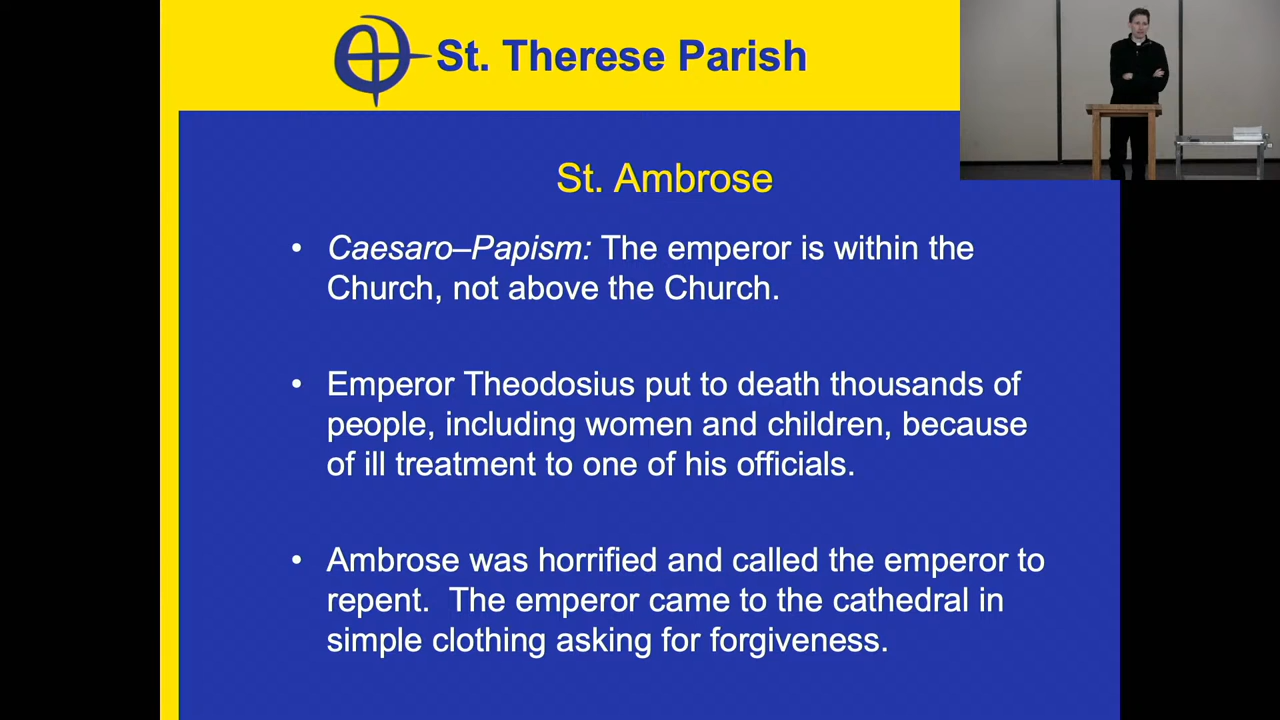 St. Therese Parish
St. Ambrose
• Caesaro–Papism: The emperor is within the
Church, not above the Church.
• Emperor Theodosius put to death thousands of
people, including women and children, because
of ill treatment to one of his officials.
• Ambrose was horrified and called the emperor to
repent.  The emperor came to the cathedral in
simple clothing asking for forgiveness.